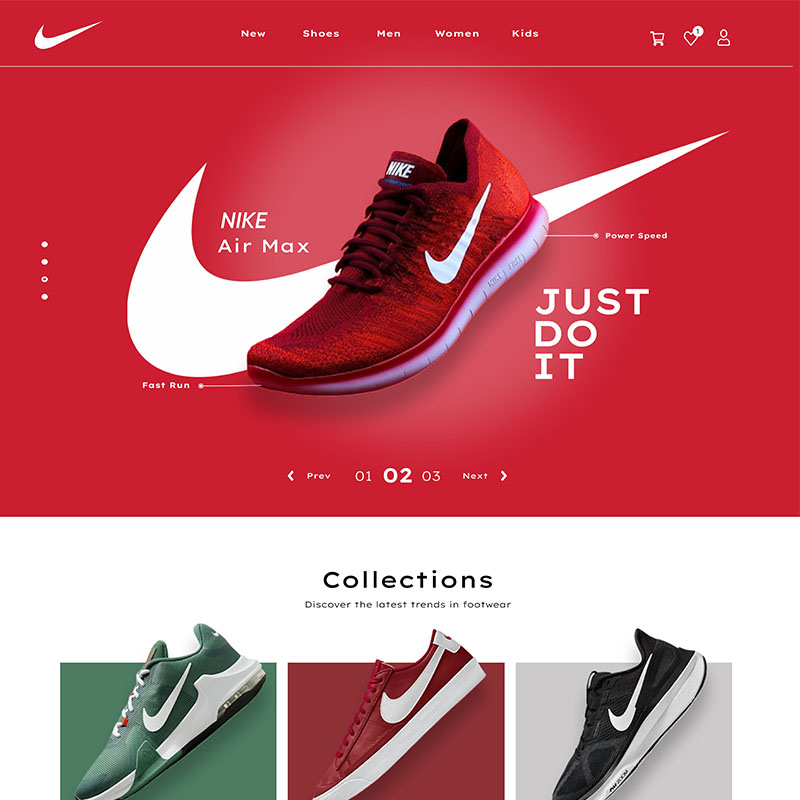 New Shoes Men Women Kids
1
NIKE
NIKE
Air Max
Power Speed
JUST
DO
IT
Fast Run
Prev 01 02 03 Next
Collections
Discover the latest trends in footwear